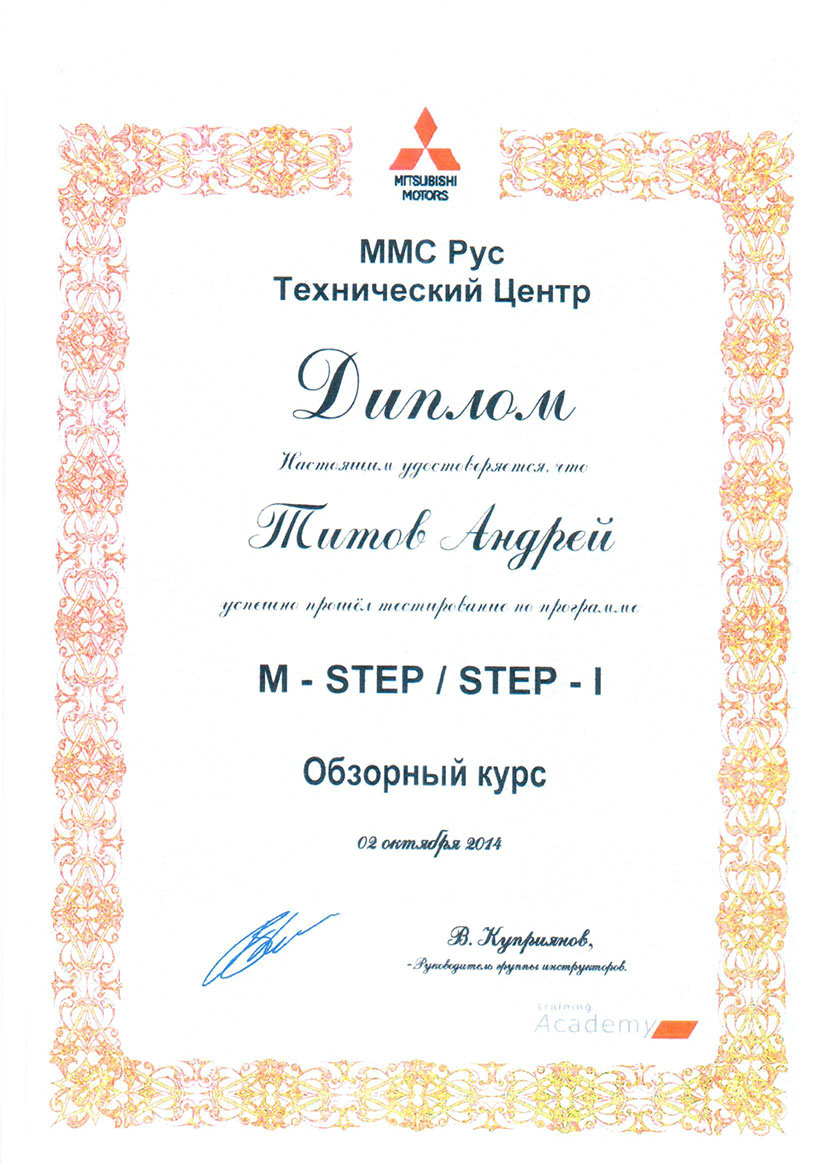 MITSUBISHI
MOTORS
ММС Рус
Технический Центр
Диплом
Настоящим удостоверяется, что
Титов Андрей
успешно прошёл тестирование по программе
M - STEP / STEP - I
Обзорный курс
02 октября 2014
В. Куприянов,
-Руководитель группы инструкторов.
training
Academy